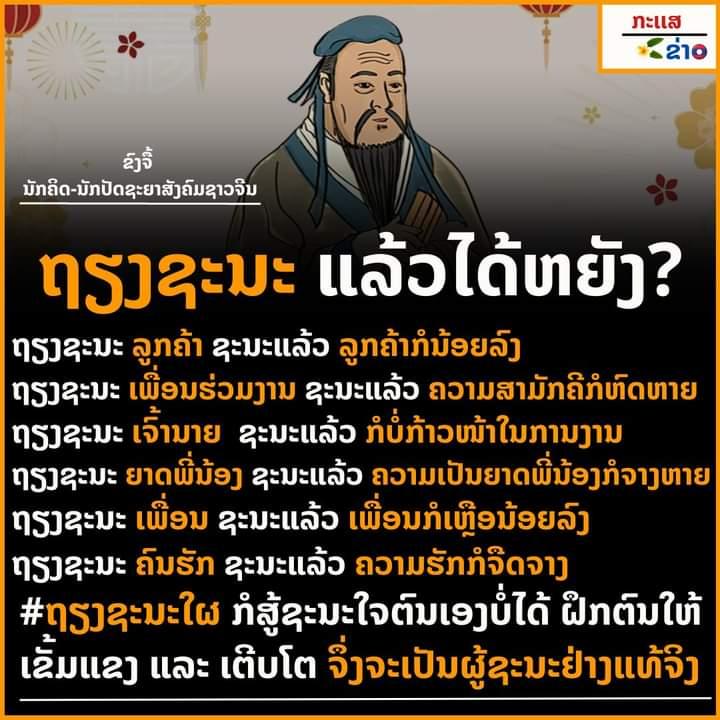 ກະແສ
ຂ່າວ
ຂົງຈື້
ນັກຄິດ-ນັກປັດຊະຍາສັງຄົມຊາວຈີນ
ຖຽງຊະນະ ແລ້ວໄດ້ຫຍັງ?
ຖຽງຊະນະ ລູກຄ້າ ຊະນະແລ້ວ ລູກຄ້າກໍນ້ອຍລົງ
ຖຽງຊະນະ ເພື່ອນຮ່ວມງານ ຊະນະແລ້ວ ຄວາມສາມັກຄີກໍຫົດຫາຍ
ຖຽງຊະນະ ເຈົ້ານາຍ ຊະນະແລ້ວ ກໍບໍ່ກ້າວໜ້າໃນການງານ
ຖຽງຊະນະ ຍາດພີ່ນ້ອງ ຊະນະແລ້ວ ຄວາມເປັນຍາດພີ່ນ້ອງກໍຈາງຫາຍ
ຖຽງຊະນະ ເພື່ອນ ຊະນະແລ້ວ ເພື່ອນກໍເຫຼືອນ້ອຍລົງ
ຖຽງຊະນະ ຄົນຮັກ ຊະນະແລ້ວ ຄວາມຮັກກໍຈືດຈາງ
#ຖຽງຊະນະໃຜ ກໍສູ້ຊະນະໃຈຕົນເອງບໍ່ໄດ້ ຝຶກຕົນໃຫ້
ເຂັ້ມແຂງ ແລະ ເຕີບໂຕ ຈຶ່ງຈະເປັນຜູ້ຊະນະຢ່າງແທ້ຈິງ